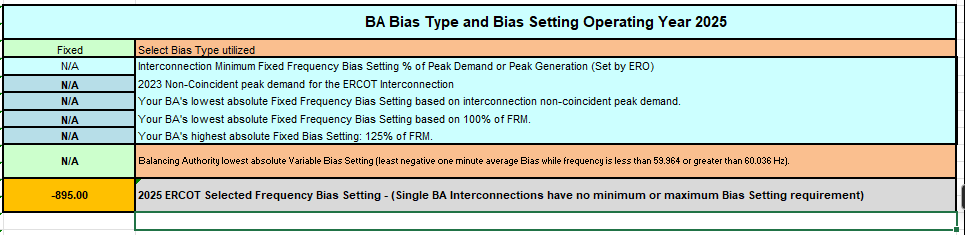 BA Bias Type and Bias Setting Operating Year 2025
Fixed Select Bias Type utilized
N/A Interconnection Minimum Fixed Frequency Bias Setting % of Peak Demand or Peak Generation (Set by ERO)
N/A 2023 Non-Coincident peak demand for the ERCOT Interconnection
N/A Your BA's lowest absolute Fixed Frequency Bias Setting based on interconnection non-coincident peak demand.
N/A Your BA's lowest absolute Fixed Frequency Bias Setting based on 100% of FRM.
N/A Your BA's highest absolute Fixed Bias Setting: 125% of FRM.
N/A Balancing Authority lowest absolute Variable Bias Setting (least negative one minute average Bias while frequency is less than 59.964 or greater than 60.036 Hz).
-895.00 2025 ERCOT Selected Frequency Bias Setting - (Single BA Interconnections have no minimum or maximum Bias Setting requirement)